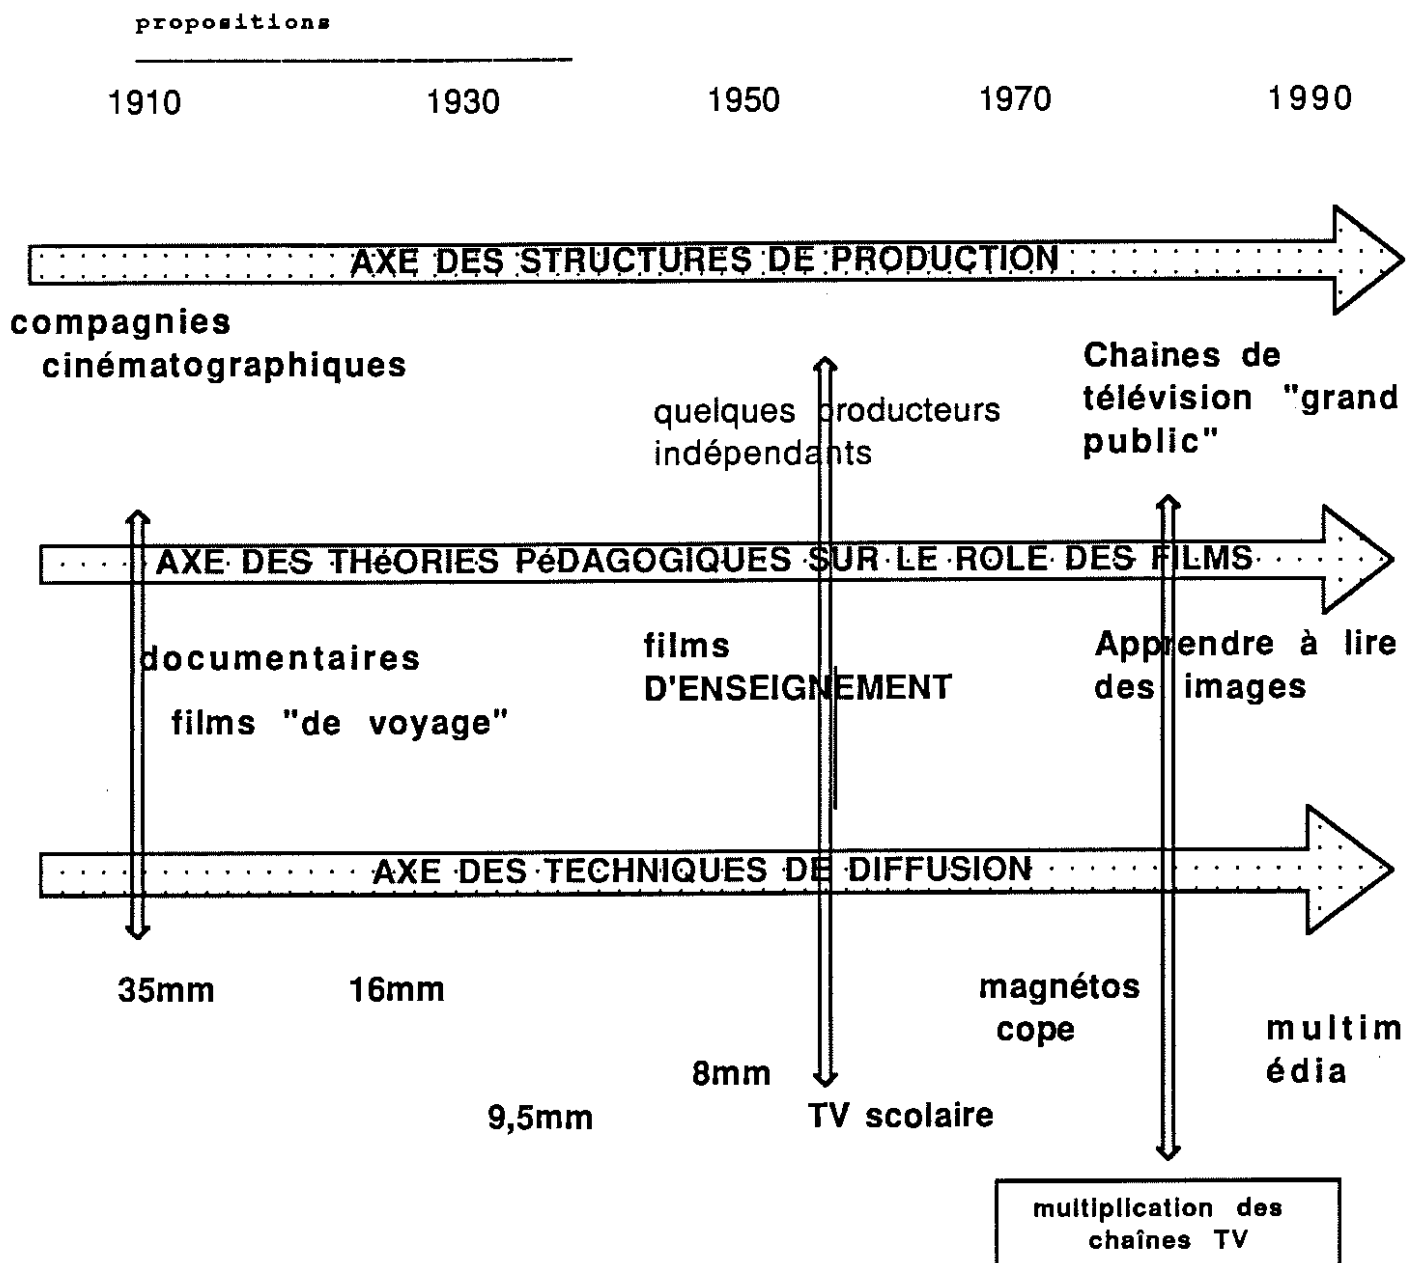 propositions
1910 1930 1950 1970 1990
AXE DES STRUCTURES DE PRODUCTION
compagnies
cinématographiques
quelques producteurs
indépendants
Chaines de
télévision "grand
public"
AXE DES THéORIES PéDAGOGIQUES SUR LE ROLE DES FILMS
documentaires
films "de voyage"
films
D'ENSEIGNEMENT
Apprendre à lire
des images
AXE DES TECHNIQUES DE DIFFUSION
35mm 16mm
magnétos
cope
multim
édia
8mm
9,5mm
TV scolaire
multiplication des
chaînes TV